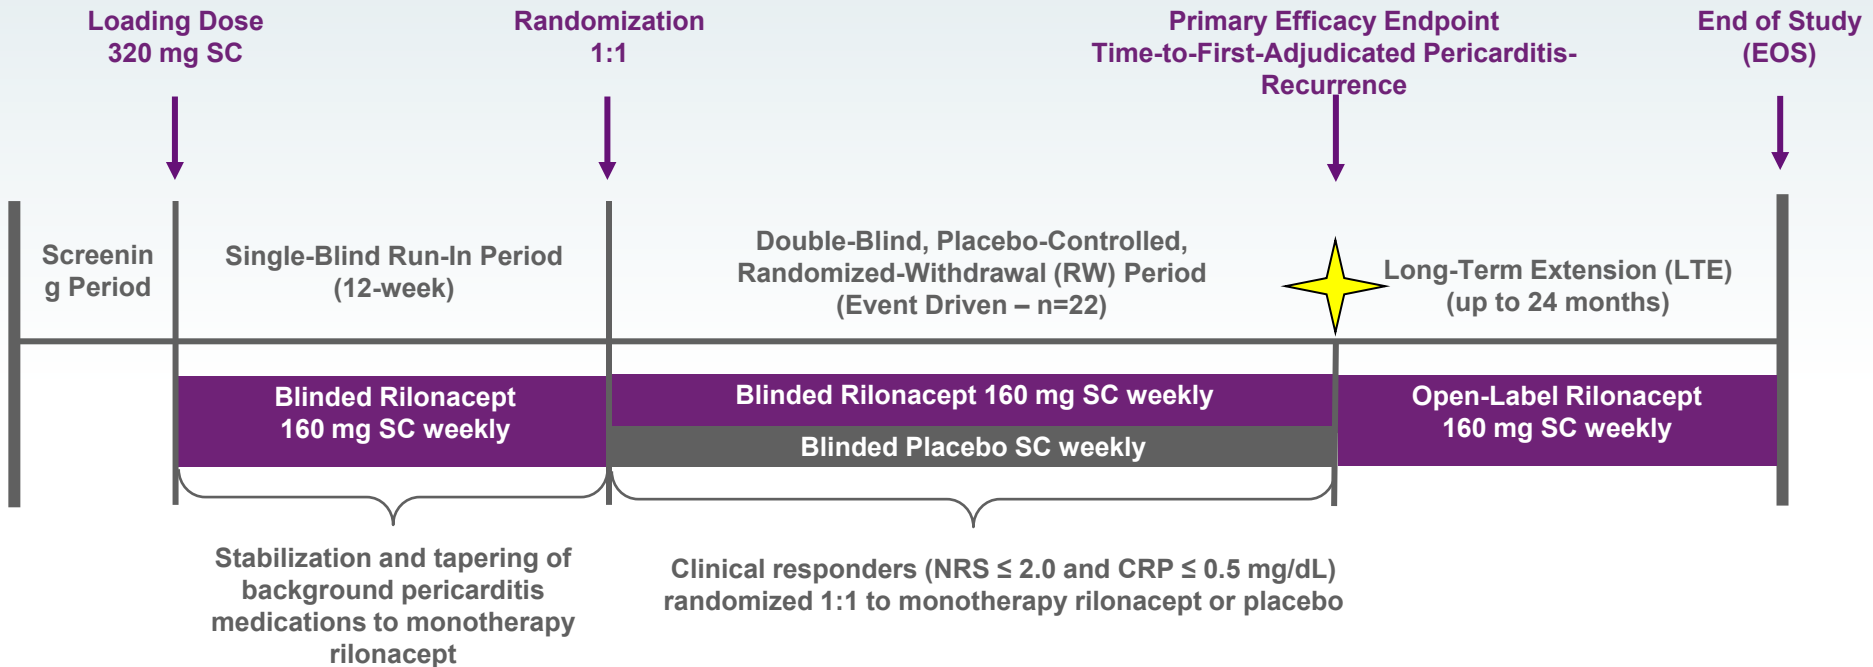 Loading Dose
320 mg SC
Randomization
1:1
Primary Efficacy Endpoint
Time-to-First-Adjudicated Pericarditis-
Recurrence
End of Study
(EOS)
Screenin
g Period
Single-Blind Run-In Period
(12-week)
Double-Blind, Placebo-Controlled,
Randomized-Withdrawal (RW) Period
(Event Driven – n=22)
Long-Term Extension (LTE)
(up to 24 months)
Blinded Rilonacept
160 mg SC weekly
Blinded Rilonacept 160 mg SC weekly
Blinded Placebo SC weekly
Open-Label Rilonacept
160 mg SC weekly
Stabilization and tapering of
background pericarditis
medications to monotherapy
rilonacept
Clinical responders (NRS ≤ 2.0 and CRP ≤ 0.5 mg/dL)
randomized 1:1 to monotherapy rilonacept or placebo